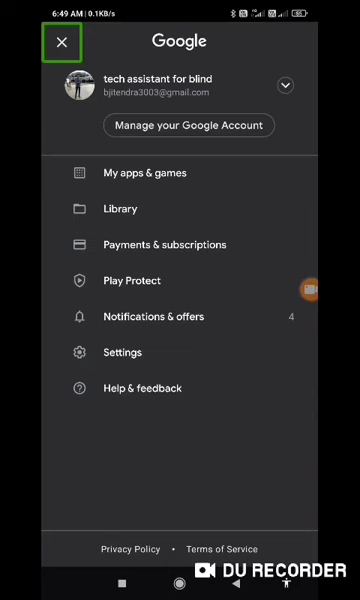 6:49 AM | 0.1KB/s
Google
tech assistant for blind
bjitendra3003@gmail.com
Manage your Google Account
My apps & games
Library
Payments & subscriptions
Play Protect
Notifications & offers 4
Settings
Help & feedback
Privacy Policy • Terms of Service
DU RECORDER